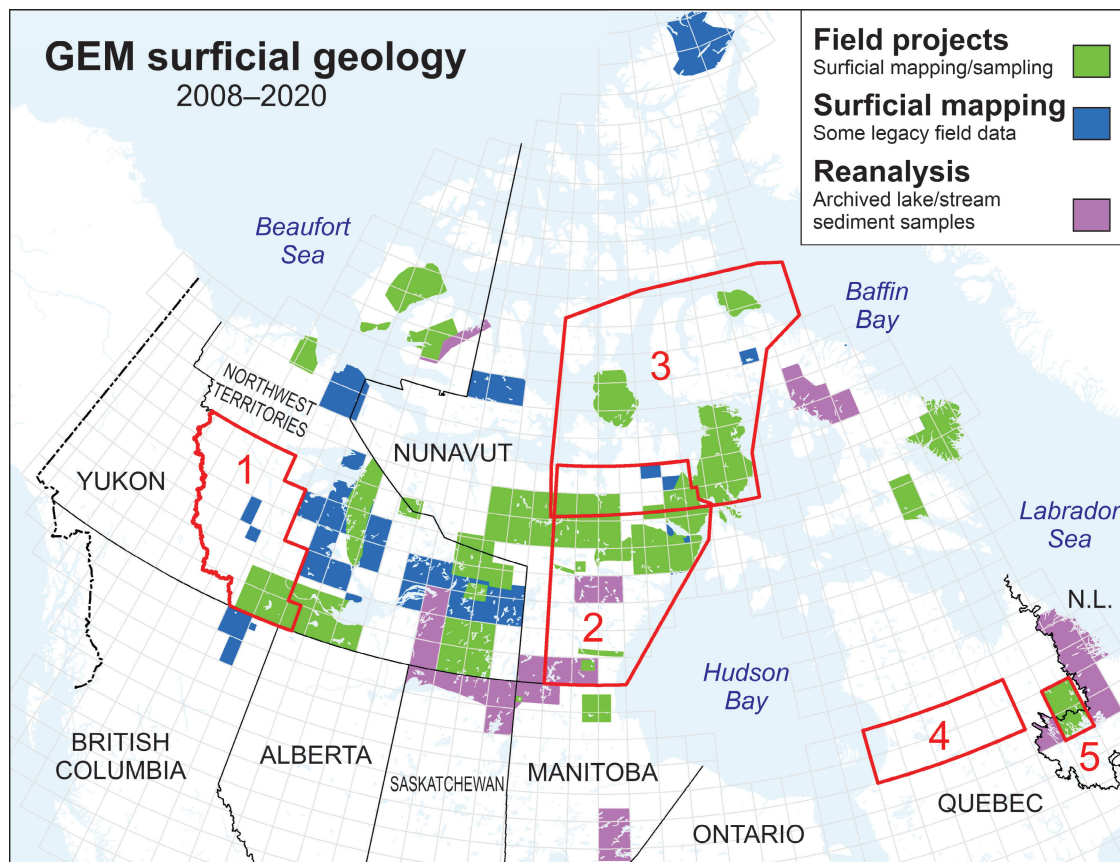 GEM surficial geology
2008–2020
Field projects
Surficial mapping/sampling
Surficial mapping
Some legacy field data
Reanalysis
Archived lake/stream
sediment samples
Beaufort
Sea
Baffin
Bay
3
NORTHWEST
TERRITORIES
NUNAVUT
1
YUKON
Labrador
Sea
N.L.
2
Hudson
Bay
4
5
BRITISH
COLUMBIA
ALBERTA
SASKATCHEWAN
MANITOBA
QUEBEC
ONTARIO